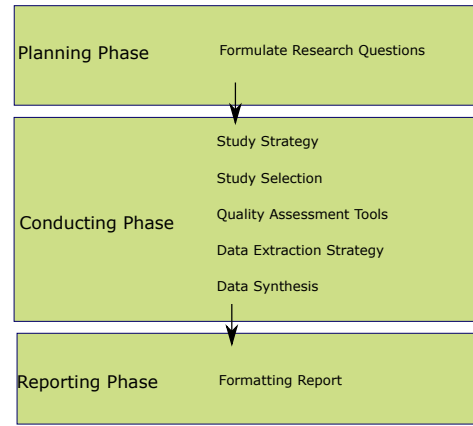 Planning Phase
Formulate Research Questions
Conducting Phase
Study Strategy
Study Selection
Quality Assessment Tools
Data Extraction Strategy
Data Synthesis
Reporting Phase
Formatting Report